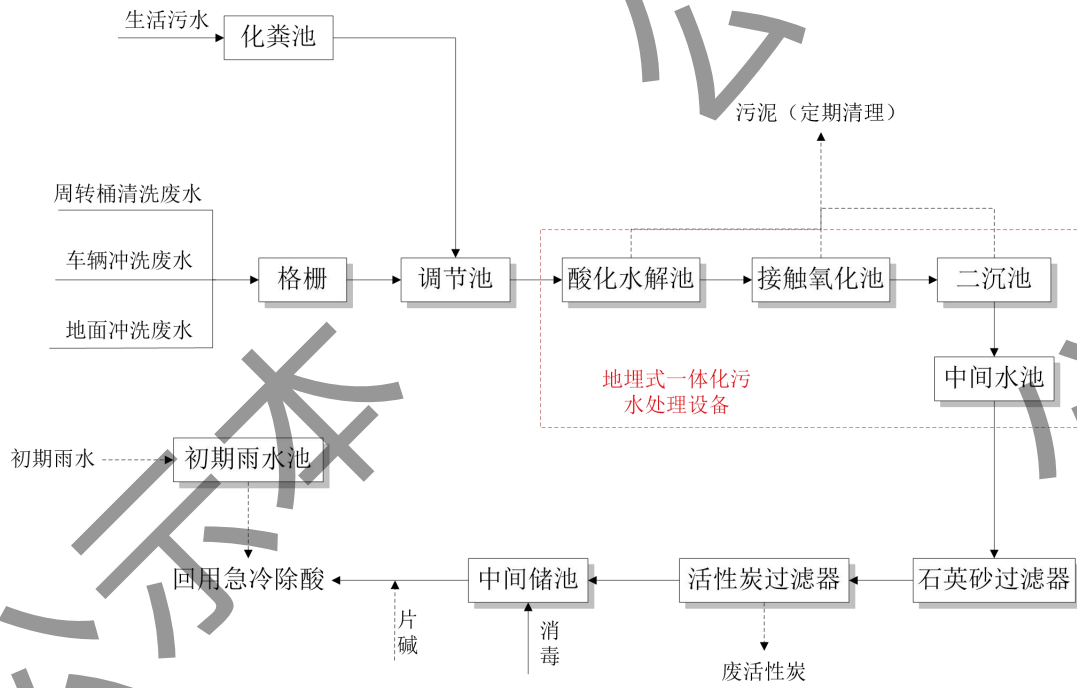 生活污水
化粪池
污泥（定期清理）
周转桶清洗废水
车辆冲洗废水
格栅
调节池
酸化水解池
接触氧化池
二沉池
地面冲洗废水
地埋式一体化污
水处理设备
中间水池
初期雨水
初期雨水池
回用急冷除酸
中间储池
活性炭过滤器
石英砂过滤器
片
碱
消
毒
废活性炭
示本
公